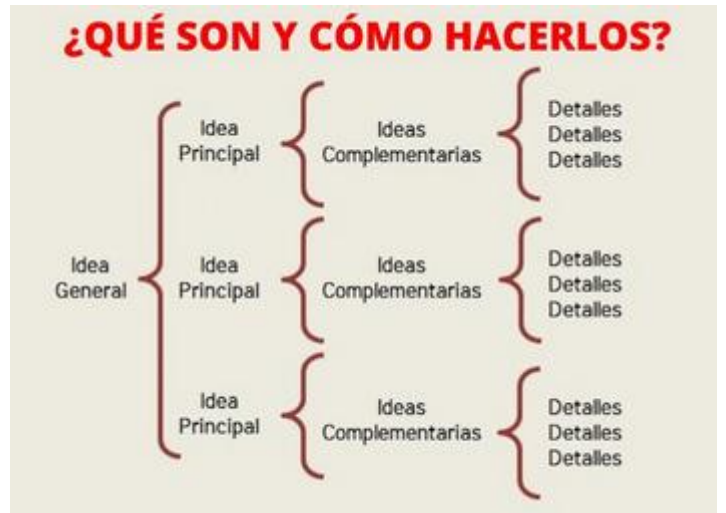 ¿QUÉ SON Y CÓMO HACERLOS?
Idea
General
Idea
Principal
Ideas
Complementarias
Detalles
Detalles
Detalles
Idea
Principal
Ideas
Complementarias
Detalles
Detalles
Detalles
Idea
Principal
Ideas
Complementarias
Detalles
Detalles
Detalles